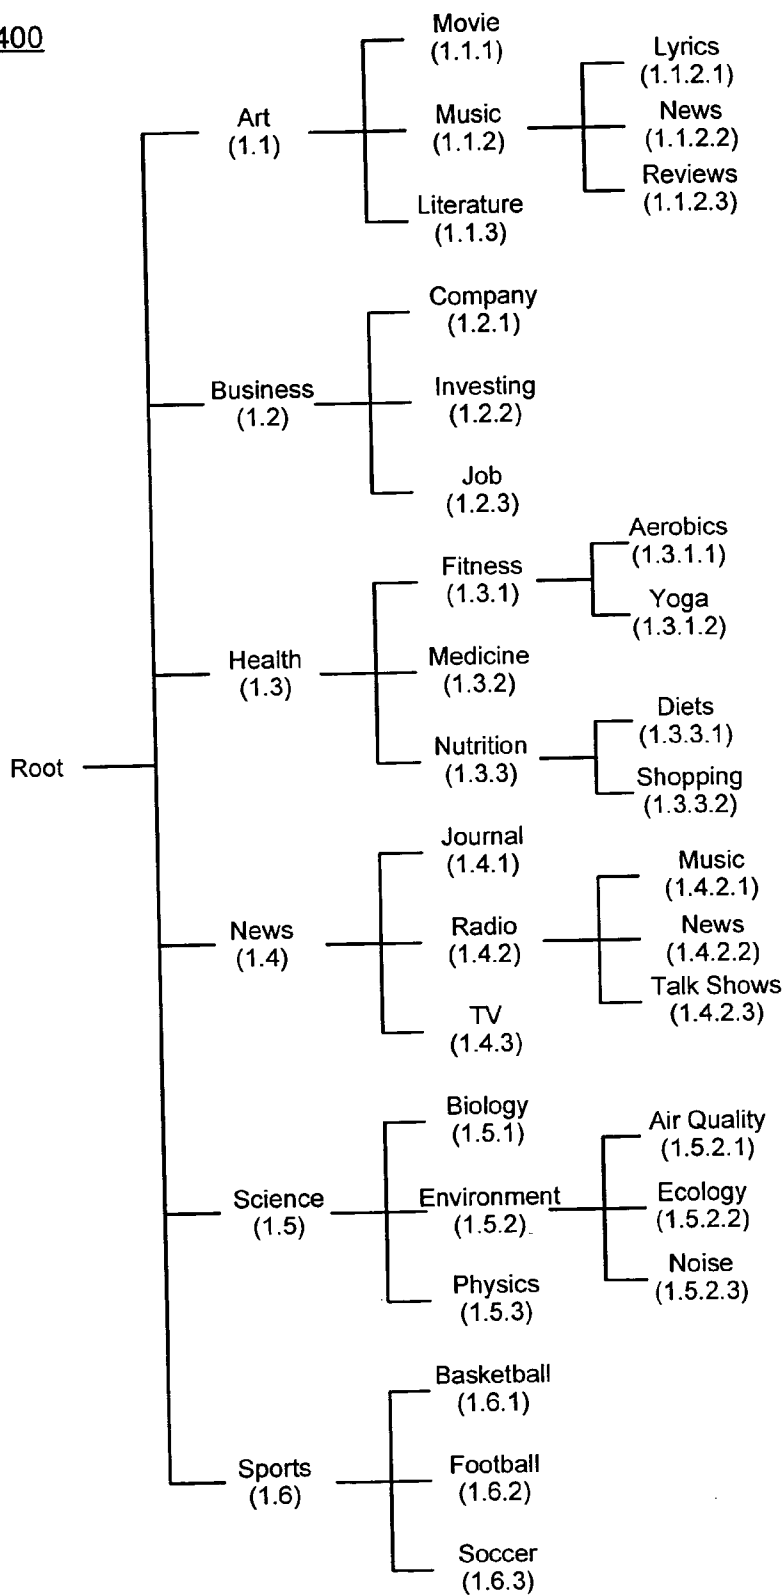 400
Movie
(1.1.1)
Lyrics
(1.1.2.1)
Art
(1.1)
Music
(1.1.2)
News
(1.1.2.2)
Reviews
(1.1.2.3)
Literature
(1.1.3)
Company
(1.2.1)
Business
(1.2)
Investing
(1.2.2)
Job
(1.2.3)
Fitness
(1.3.1)
Aerobics
(1.3.1.1)
Yoga
(1.3.1.2)
Health
(1.3)
Medicine
(1.3.2)
Nutrition
(1.3.3)
Diets
(1.3.3.1)
Shopping
(1.3.3.2)
Root
Journal
(1.4.1)
News
(1.4)
Radio
(1.4.2)
Music
(1.4.2.1)
News
(1.4.2.2)
Talk Shows
(1.4.2.3)
TV
(1.4.3)
Biology
(1.5.1)
Science
(1.5)
Environment
(1.5.2)
Air Quality
(1.5.2.1)
Ecology
(1.5.2.2)
Noise
(1.5.2.3)
Physics
(1.5.3)
Basketball
(1.6.1)
Sports
(1.6)
Football
(1.6.2)
Soccer
(1.6.3)